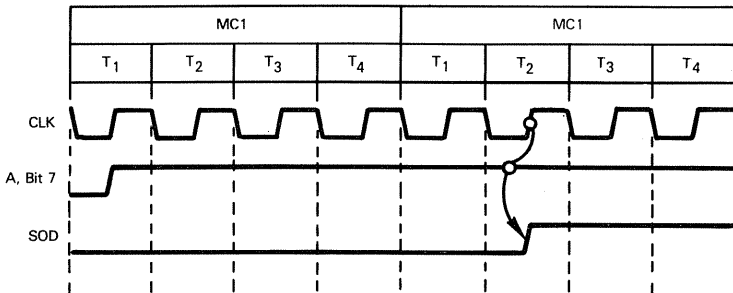 MC1 MC1
T1 T2 T3 T4 T1 T2 T3 T4
CLK
A, Bit 7
SOD